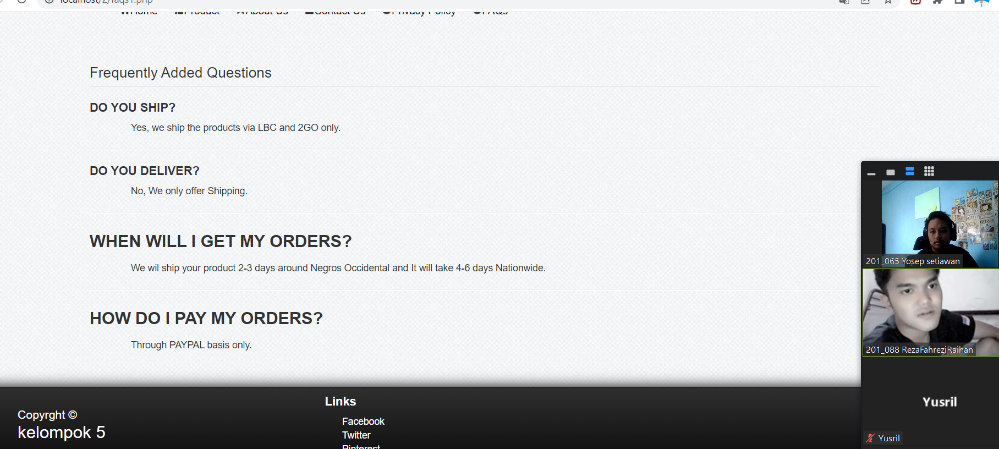 localhost/2/faqs1.php
Home Product About Us Contact Us Privacy Policy FAQs
Frequently Added Questions
DO YOU SHIP?
Yes, we ship the products via LBC and 2GO only.
DO YOU DELIVER?
No, We only offer Shipping.
WHEN WILL I GET MY ORDERS?
We wil ship your product 2-3 days around Negros Occidental and It will take 4-6 days Nationwide.
HOW DO I PAY MY ORDERS?
Through PAYPAL basis only.
Copyrght ©
kelompok 5
Links
Facebook
Twitter
Pinterest
201_065 Yosep setiawan
201_088 RezaFahreziRaihan
Yusril
Yusril